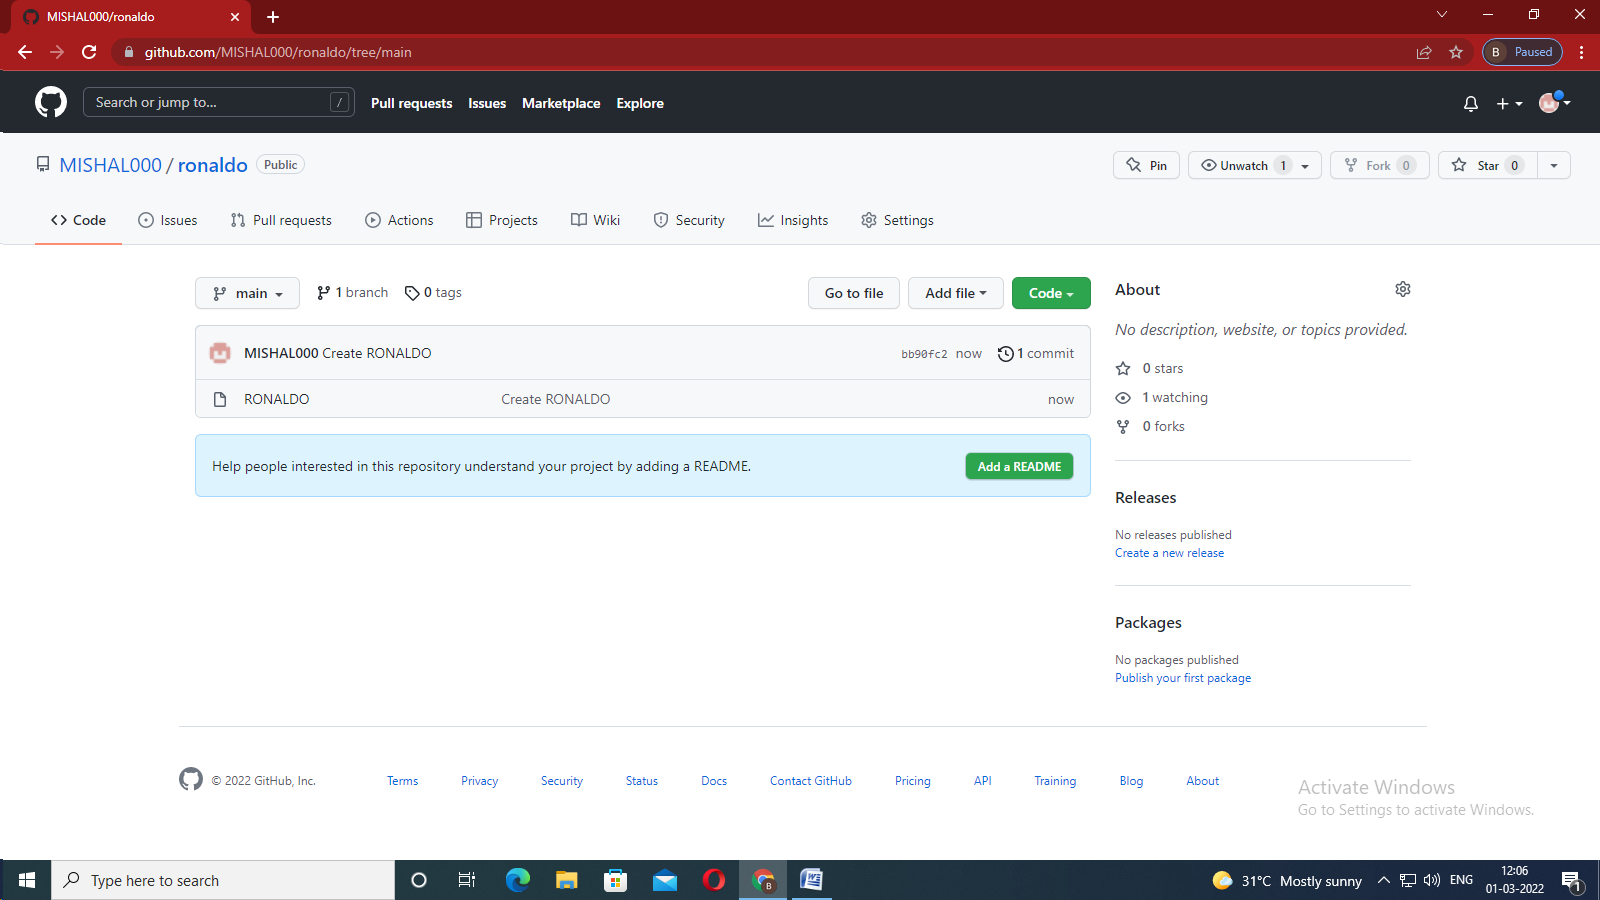 MISHAL000/ronaldo
github.com/MISHAL000/ronaldo/tree/main
B Paused
Search or jump to... /
Pull requests Issues Marketplace Explore
MISHAL000 / ronaldo Public
Pin Unwatch 1 Fork 0 Star 0
Code Issues Pull requests Actions Projects Wiki Security Insights Settings
main 1 branch 0 tags Go to file Add file Code
MISHAL000 Create RONALDO bb90fc2 now 1 commit
RONALDO Create RONALDO now
Help people interested in this repository understand your project by adding a README. Add a README
About
No description, website, or topics provided.
0 stars
1 watching
0 forks
Releases
No releases published
Create a new release
Packages
No packages published
Publish your first package
© 2022 GitHub, Inc. Terms Privacy Security Status Docs Contact GitHub Pricing API Training Blog About
Activate Windows
Go to Settings to activate Windows.
Type here to search
B
31°C Mostly sunny ENG
12:06
01-03-2022
1